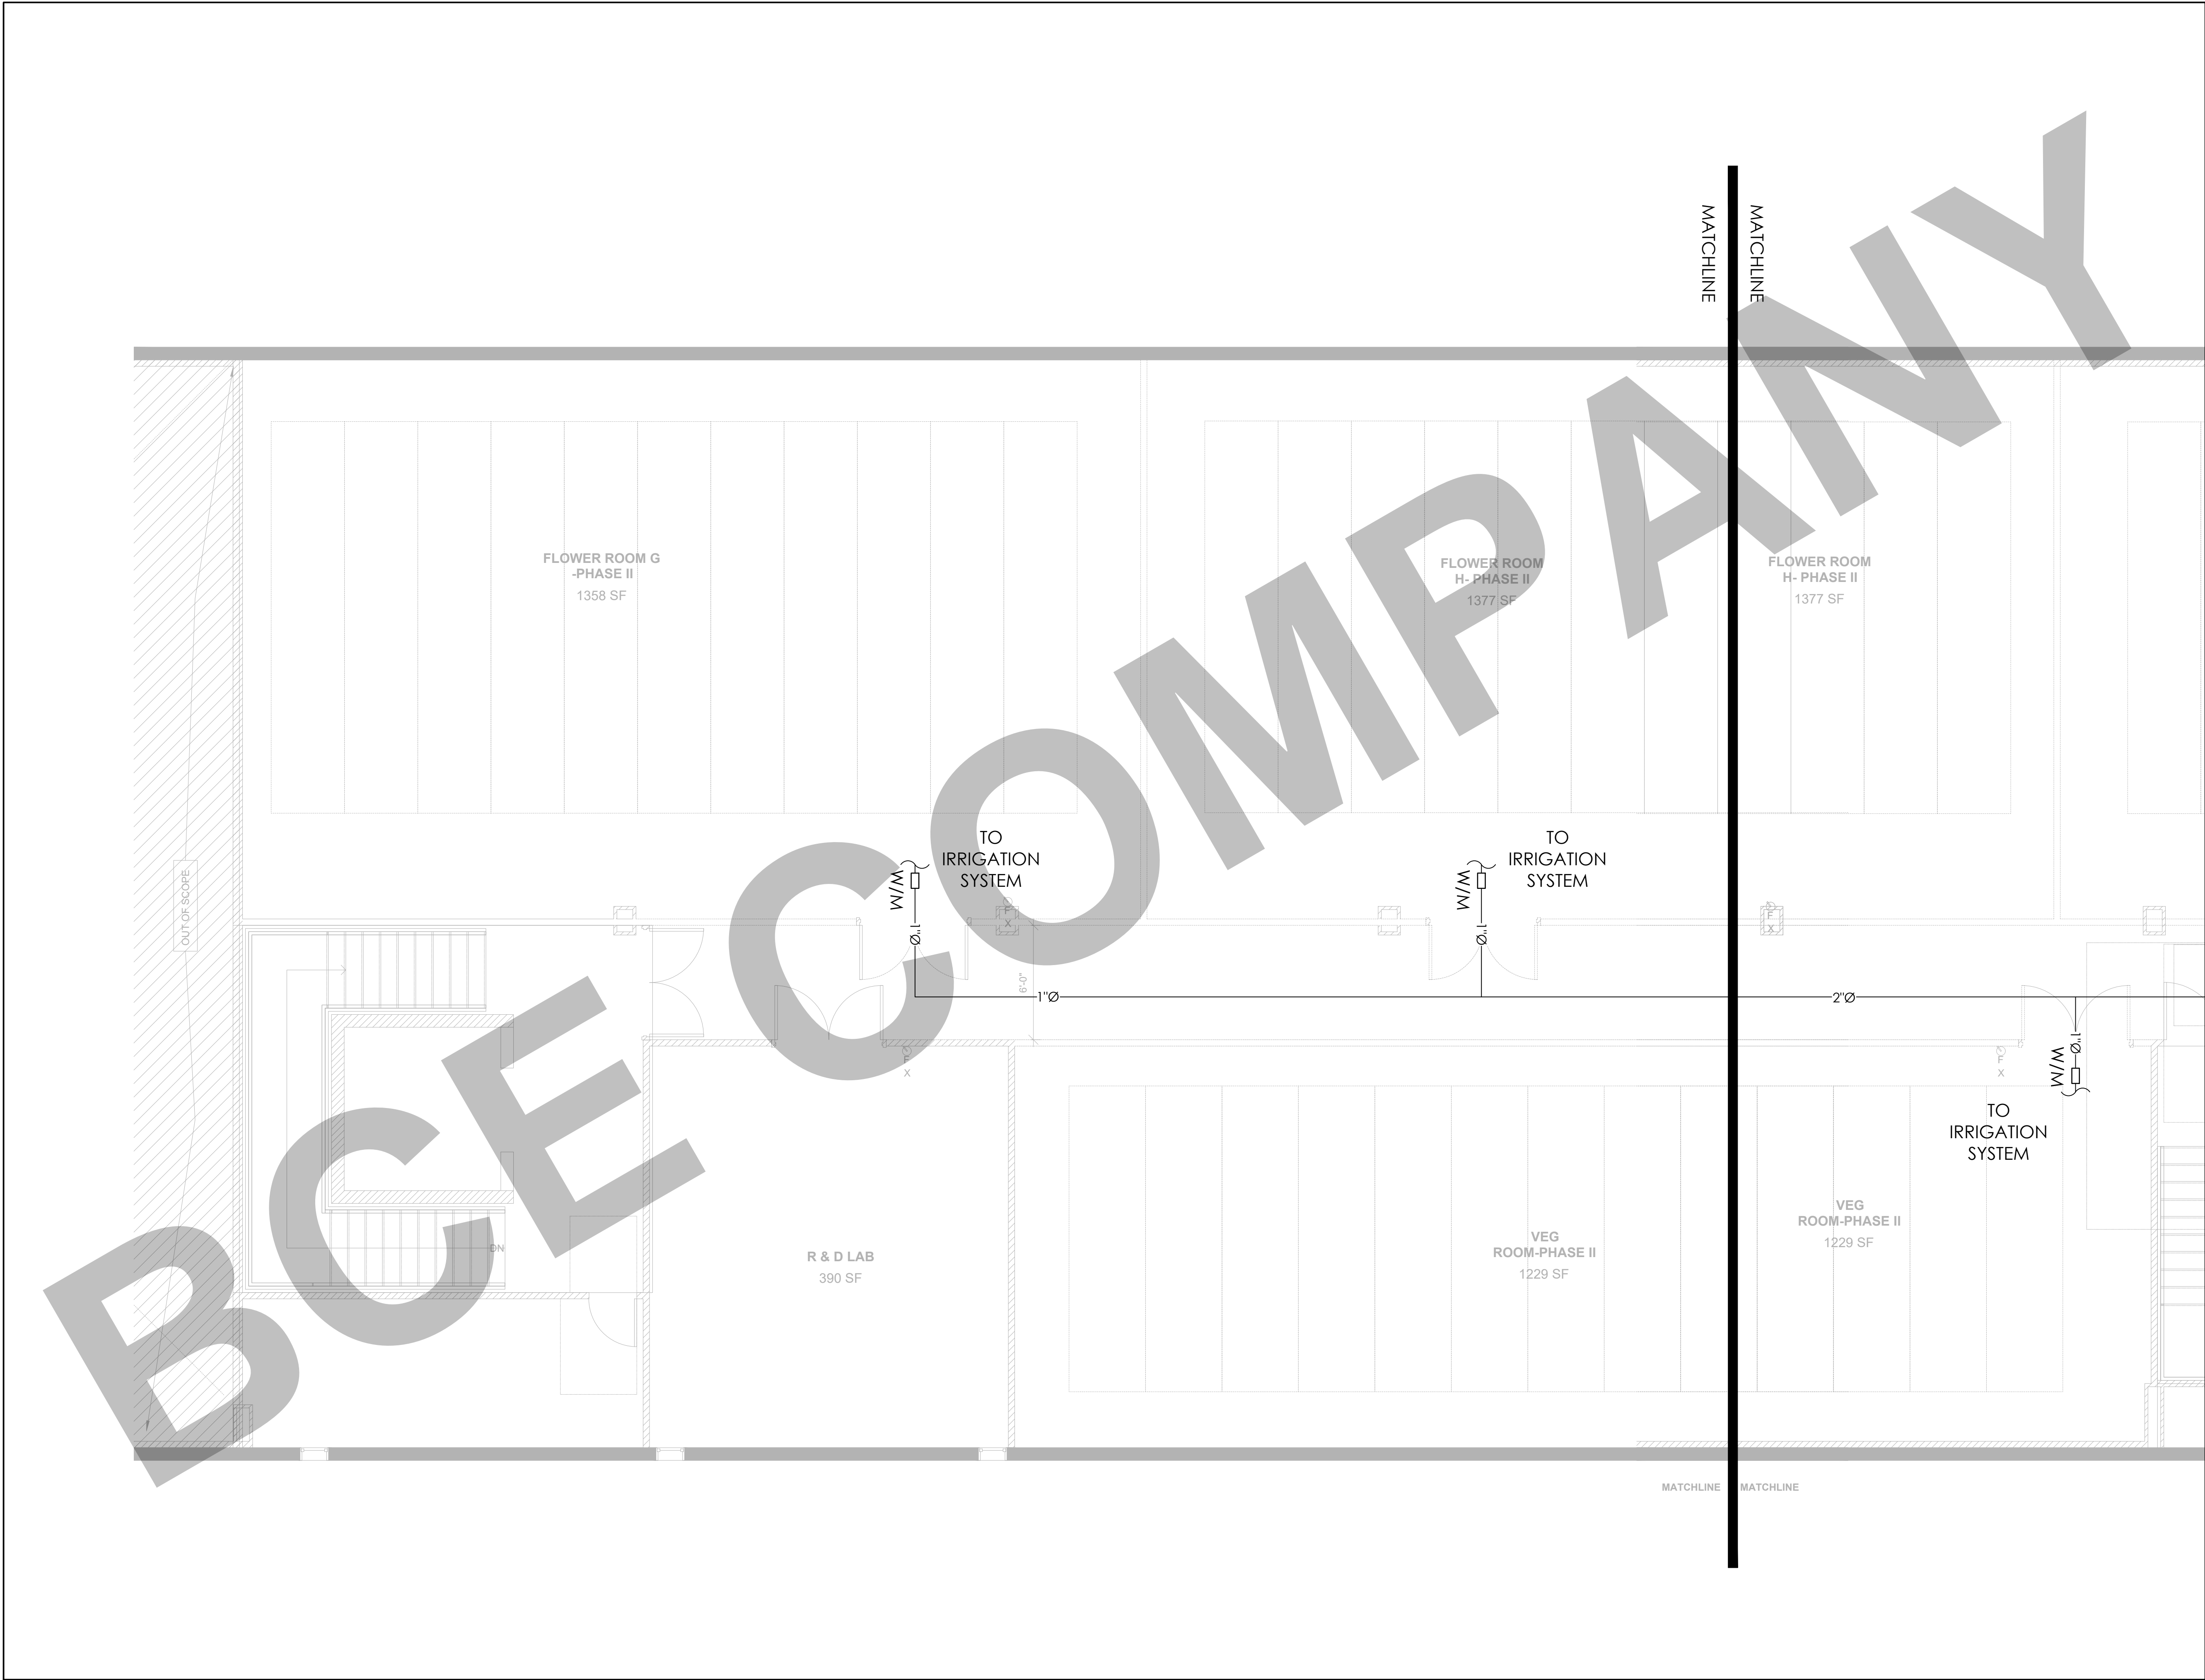 MATCHLINE
MATCHLINE
FLOWER ROOM G
-PHASE II
1358 SF
FLOWER ROOM
H- PHASE II
1377 SF
FLOWER ROOM
H- PHASE II
1377 SF
OUT OF SCOPE
TO
IRRIGATION
SYSTEM
W/M
1"Ø
TO
IRRIGATION
SYSTEM
W/M
1"Ø
F
X
F
X
6'-0"
1"Ø
2"Ø
F
X
F
X
1"Ø
W/M
TO
IRRIGATION
SYSTEM
DN
R & D LAB
390 SF
VEG
ROOM-PHASE II
1229 SF
VEG
ROOM-PHASE II
1229 SF
MATCHLINE
MATCHLINE
BCE COMPANY